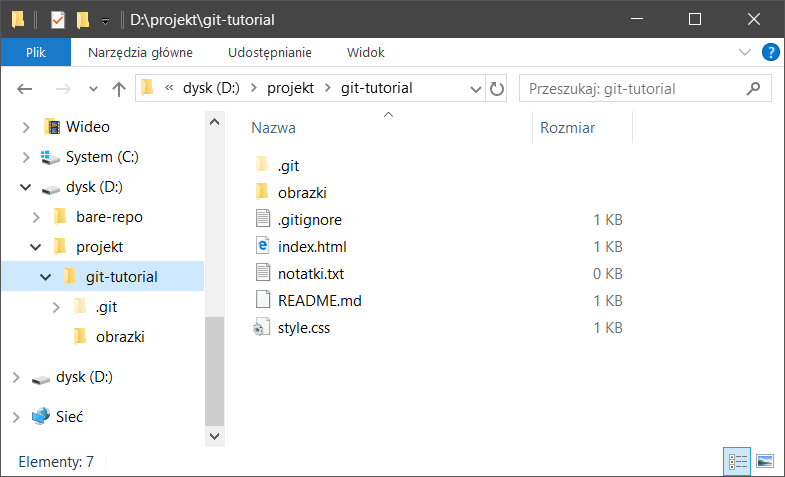 D:\projekt\git-tutorial
Plik Narzędzia główne Udostępnianie Widok ?
« dysk (D:) > projekt > git-tutorial Przeszukaj: git-tutorial
Wideo
System (C:)
dysk (D:)
bare-repo
projekt
git-tutorial
.git
obrazki
dysk (D:)
Sieć
Nazwa Rozmiar
.git
obrazki
.gitignore 1 KB
index.html 1 KB
notatki.txt 0 KB
README.md 1 KB
style.css 1 KB
Elementy: 7